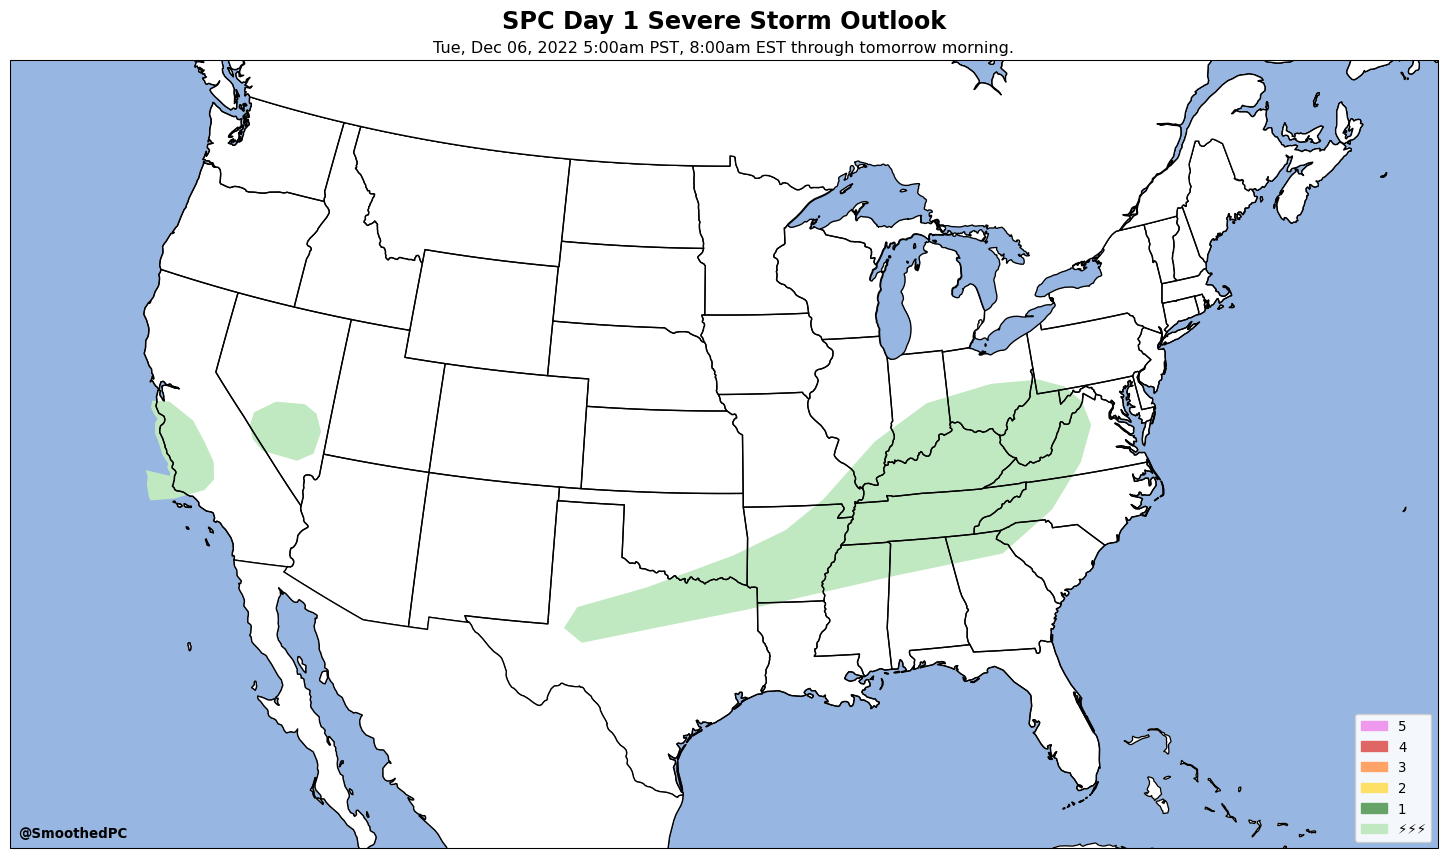 SPC Day 1 Severe Storm Outlook
Tue, Dec 06, 2022 5:00am PST, 8:00am EST through tomorrow morning.
5
4
3
2
1
⚡⚡⚡
@SmoothedPC